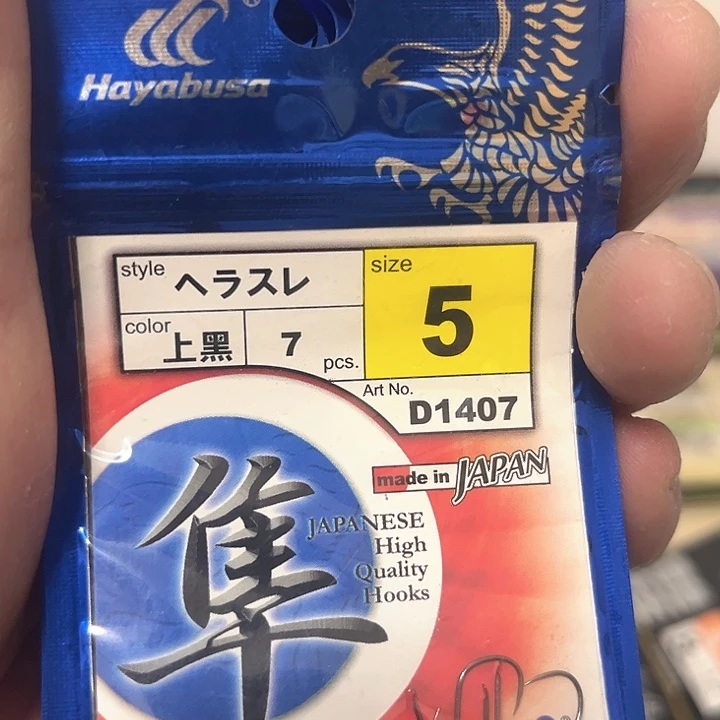 Hayabusa
style ヘラスレ
size 5
color 上黒
7 pcs.
Art No. D1407
made in JAPAN
隼
JAPANESE
High
Quality
Hooks